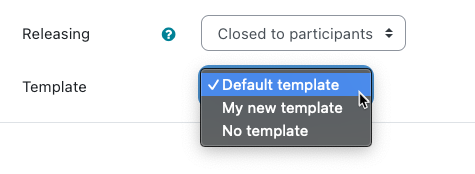 Releasing ? Closed to participants
Template ✓ Default template
My new template
No template